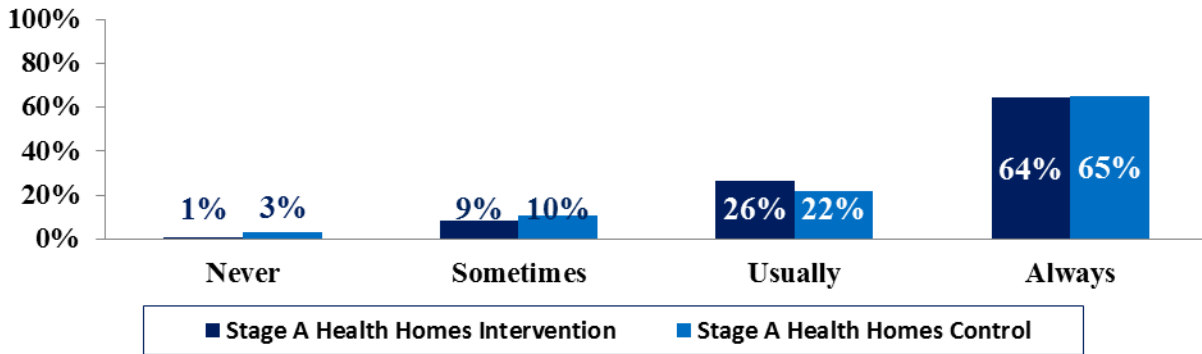 100%
80%
60%
40%
20%
0%
1% 3% 9% 10% 26% 22% 64% 65%
Never Sometimes Usually Always
Stage A Health Homes Intervention Stage A Health Homes Control